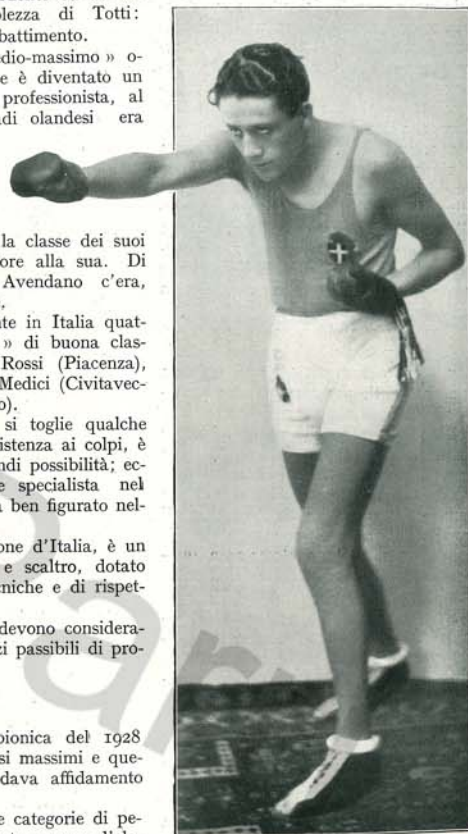 lezza di Totti:
battimento.
edio-massimo » o-
e è diventato un
professionista, al
adi olandesi era
la classe dei suoi
ore alla sua. Di
Avendano c'era,
te in Italia quat-
» di buona clas-
Rossi (Piacenza),
Medici (Civitavec-
o).
si toglie qualche
istenza ai colpi, è
ndi possibilità; ec-
e specialista nel
ben figurato nel-
one d'Italia, è un
e scaltro, dotato
niche e di rispet-
devono considera-
zi passibili di pro-
pionica del 1928
si massimi e que-
dava affidamento
e categorie di pe-